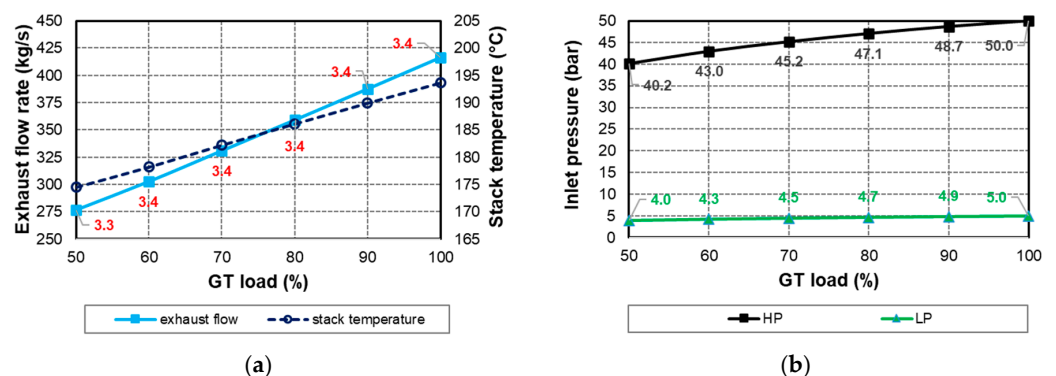 Exhaust flow rate (kg/s)
450
425
400
375
350
325
300
275
250
3.3
3.4
3.4
3.4
3.4
3.4
205
200
195
190
185
180
175
170
165
Stack temperature (°C)
50 60 70 80 90 100
GT load (%)
exhaust flow stack temperature
(a)
Inlet pressure (bar)
50
45
40
35
30
25
20
15
10
5
0
40.2 43.0 45.2 47.1 48.7 50.0
4.0 4.3 4.5 4.7 4.9 5.0
50 60 70 80 90 100
GT load (%)
HP LP
(b)